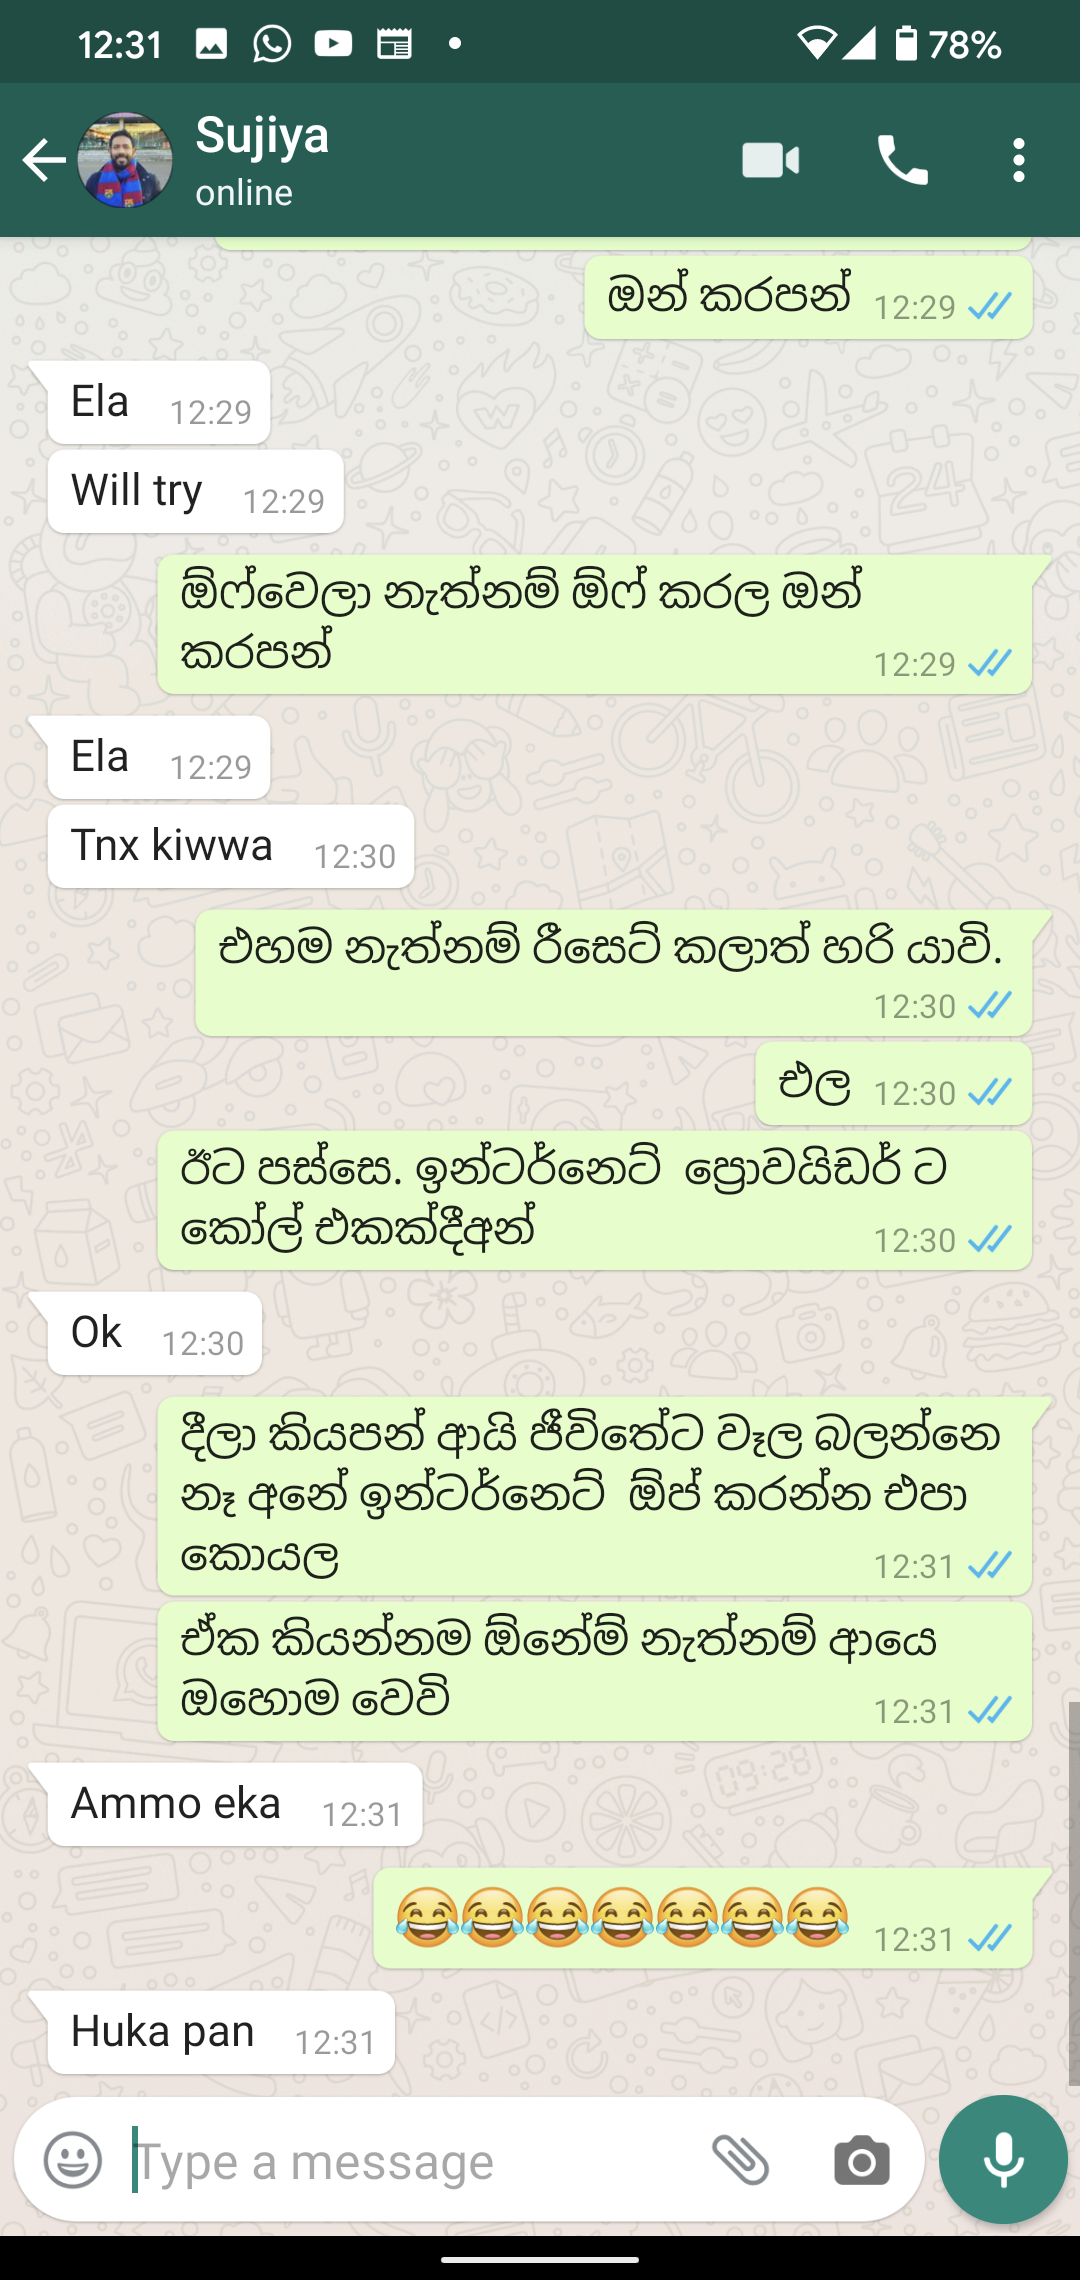 12:31
78%
Sujiya
online
ඔන් කරපන් 12:29
Ela 12:29
Will try 12:29
ඕෆ්වෙලා නැත්නම් ඕෆ් කරල ඔන්
කරපන් 12:29
Ela 12:29
Tnx kiwwa 12:30
එහම නැත්නම් රීසෙට් කලාත් හරි යාවි.
12:30
එල 12:30
ඊට පස්සෙ. ඉන්ටර්නෙට් ප්‍රොවයිඩර් ට
කෝල් එකක්දීඅන් 12:30
Ok 12:30
දීලා කියපන් ආයි ජීවිතේට වෑල බලන්නෙ
නෑ අනේ ඉන්ටර්නෙට් ඕප් කරන්න එපා
කොයල 12:31
ඒක කියන්නම ඕනේම් නැත්නම් ආයෙ
ඔහොම වෙවි 12:31
Ammo eka 12:31
😂😂😂😂😂😂😂 12:31
Huka pan 12:31
Type a message